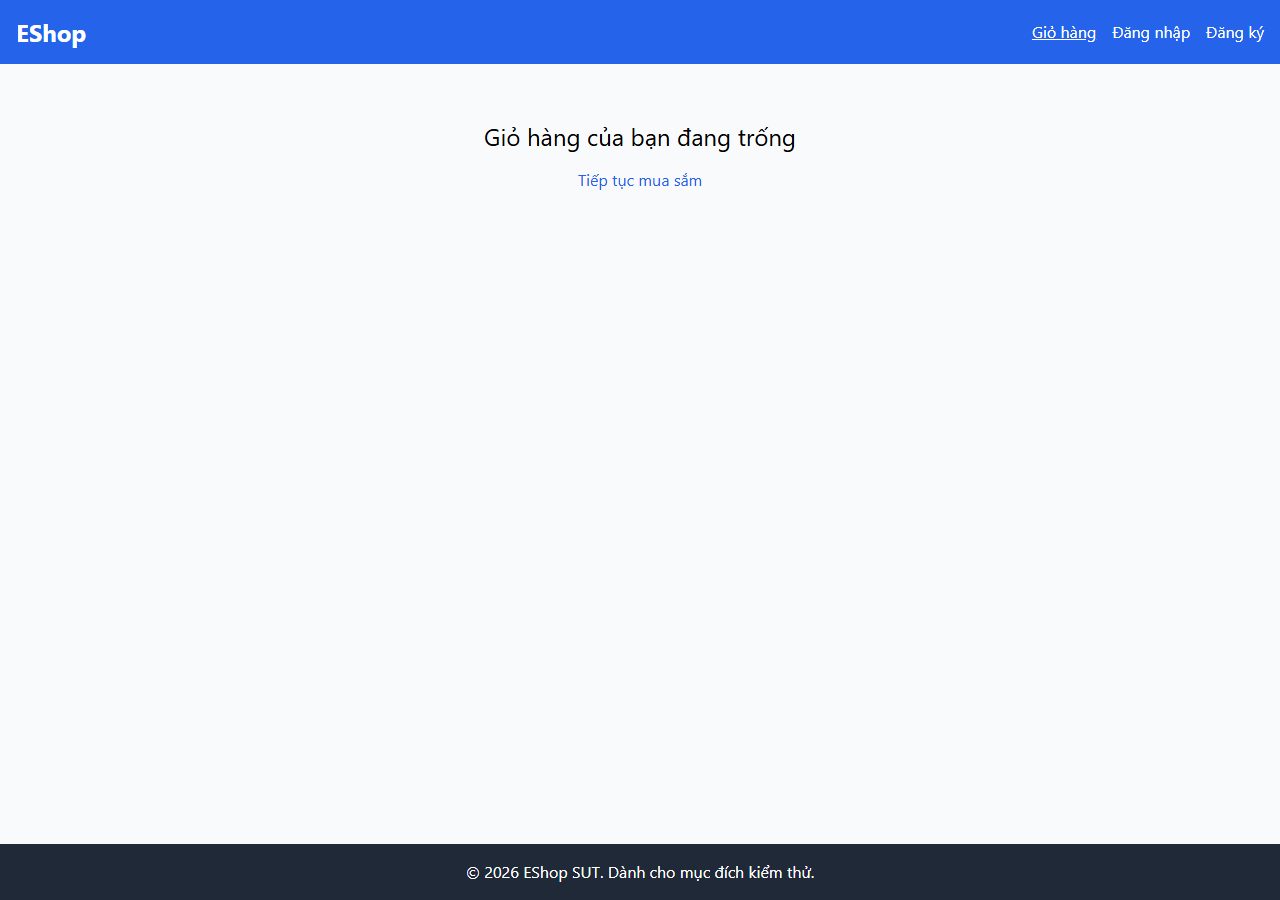 EShop
Giỏ hàng Đăng nhập Đăng ký
Giỏ hàng của bạn đang trống
Tiếp tục mua sắm
© 2026 EShop SUT. Dành cho mục đích kiểm thử.